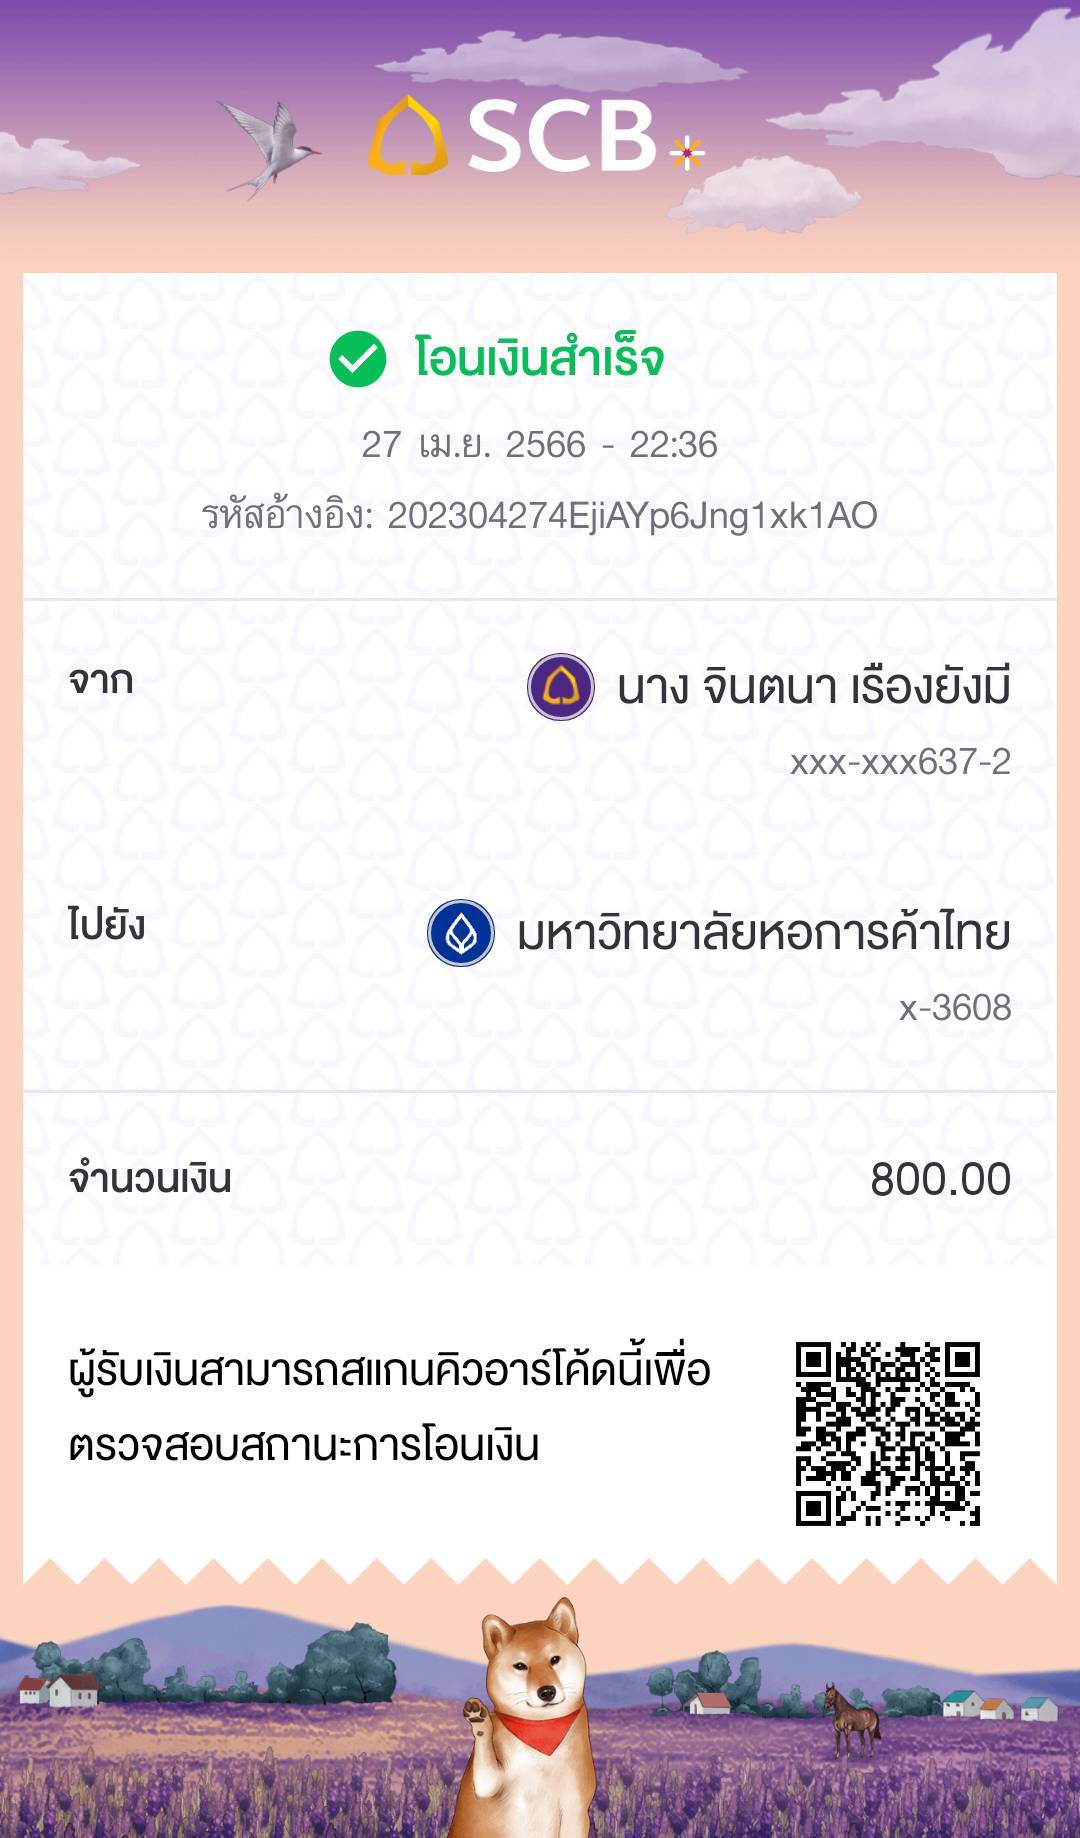 SCB
โอนเงินสำเร็จ
27 เม.ย. 2566 - 22:36
รหัสอ้างอิง: 202304274EjiAYp6Jng1xk1AO
จาก
นาง จินตนา เรืองยังมี
xxx-xxx637-2
ไปยัง
มหาวิทยาลัยหอการค้าไทย
x-3608
จำนวนเงิน
800.00
ผู้รับเงินสามารถสแกนคิวอาร์โค้ดนี้เพื่อ
ตรวจสอบสถานะการโอนเงิน